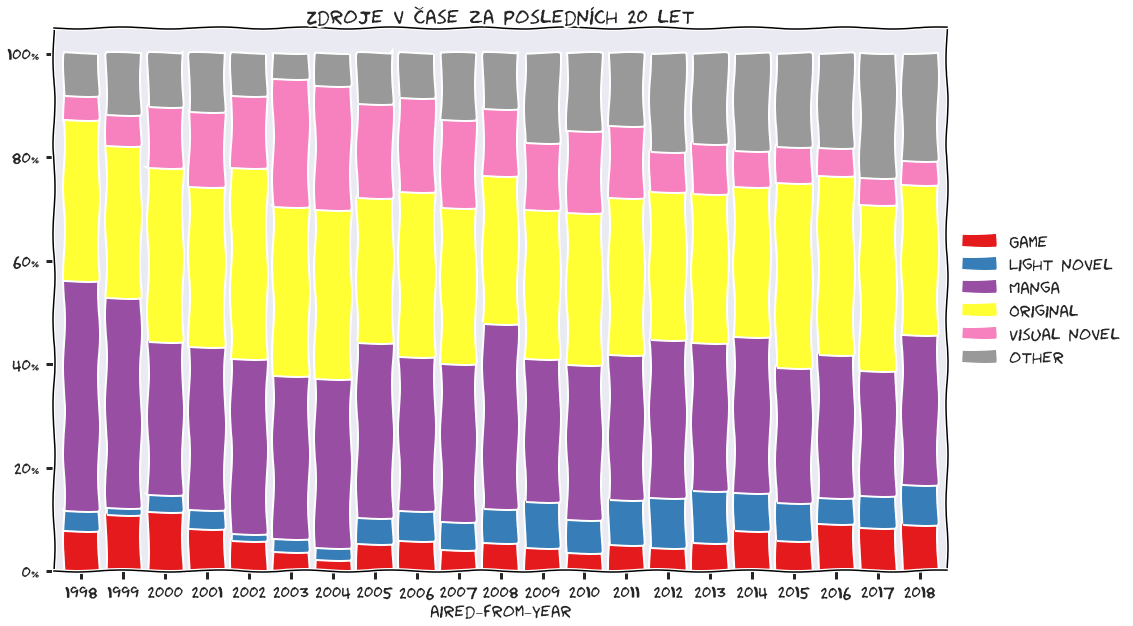 ZDROJE V ČASE ZA POSLEDNÍCH 20 LET
100%
80%
60%
40%
20%
0%
1998 1999 2000 2001 2002 2003 2004 2005 2006 2007 2008 2009 2010 2011 2012 2013 2014 2015 2016 2017 2018
AIRED-FROM-YEAR
GAME
LIGHT NOVEL
MANGA
ORIGINAL
VISUAL NOVEL
OTHER